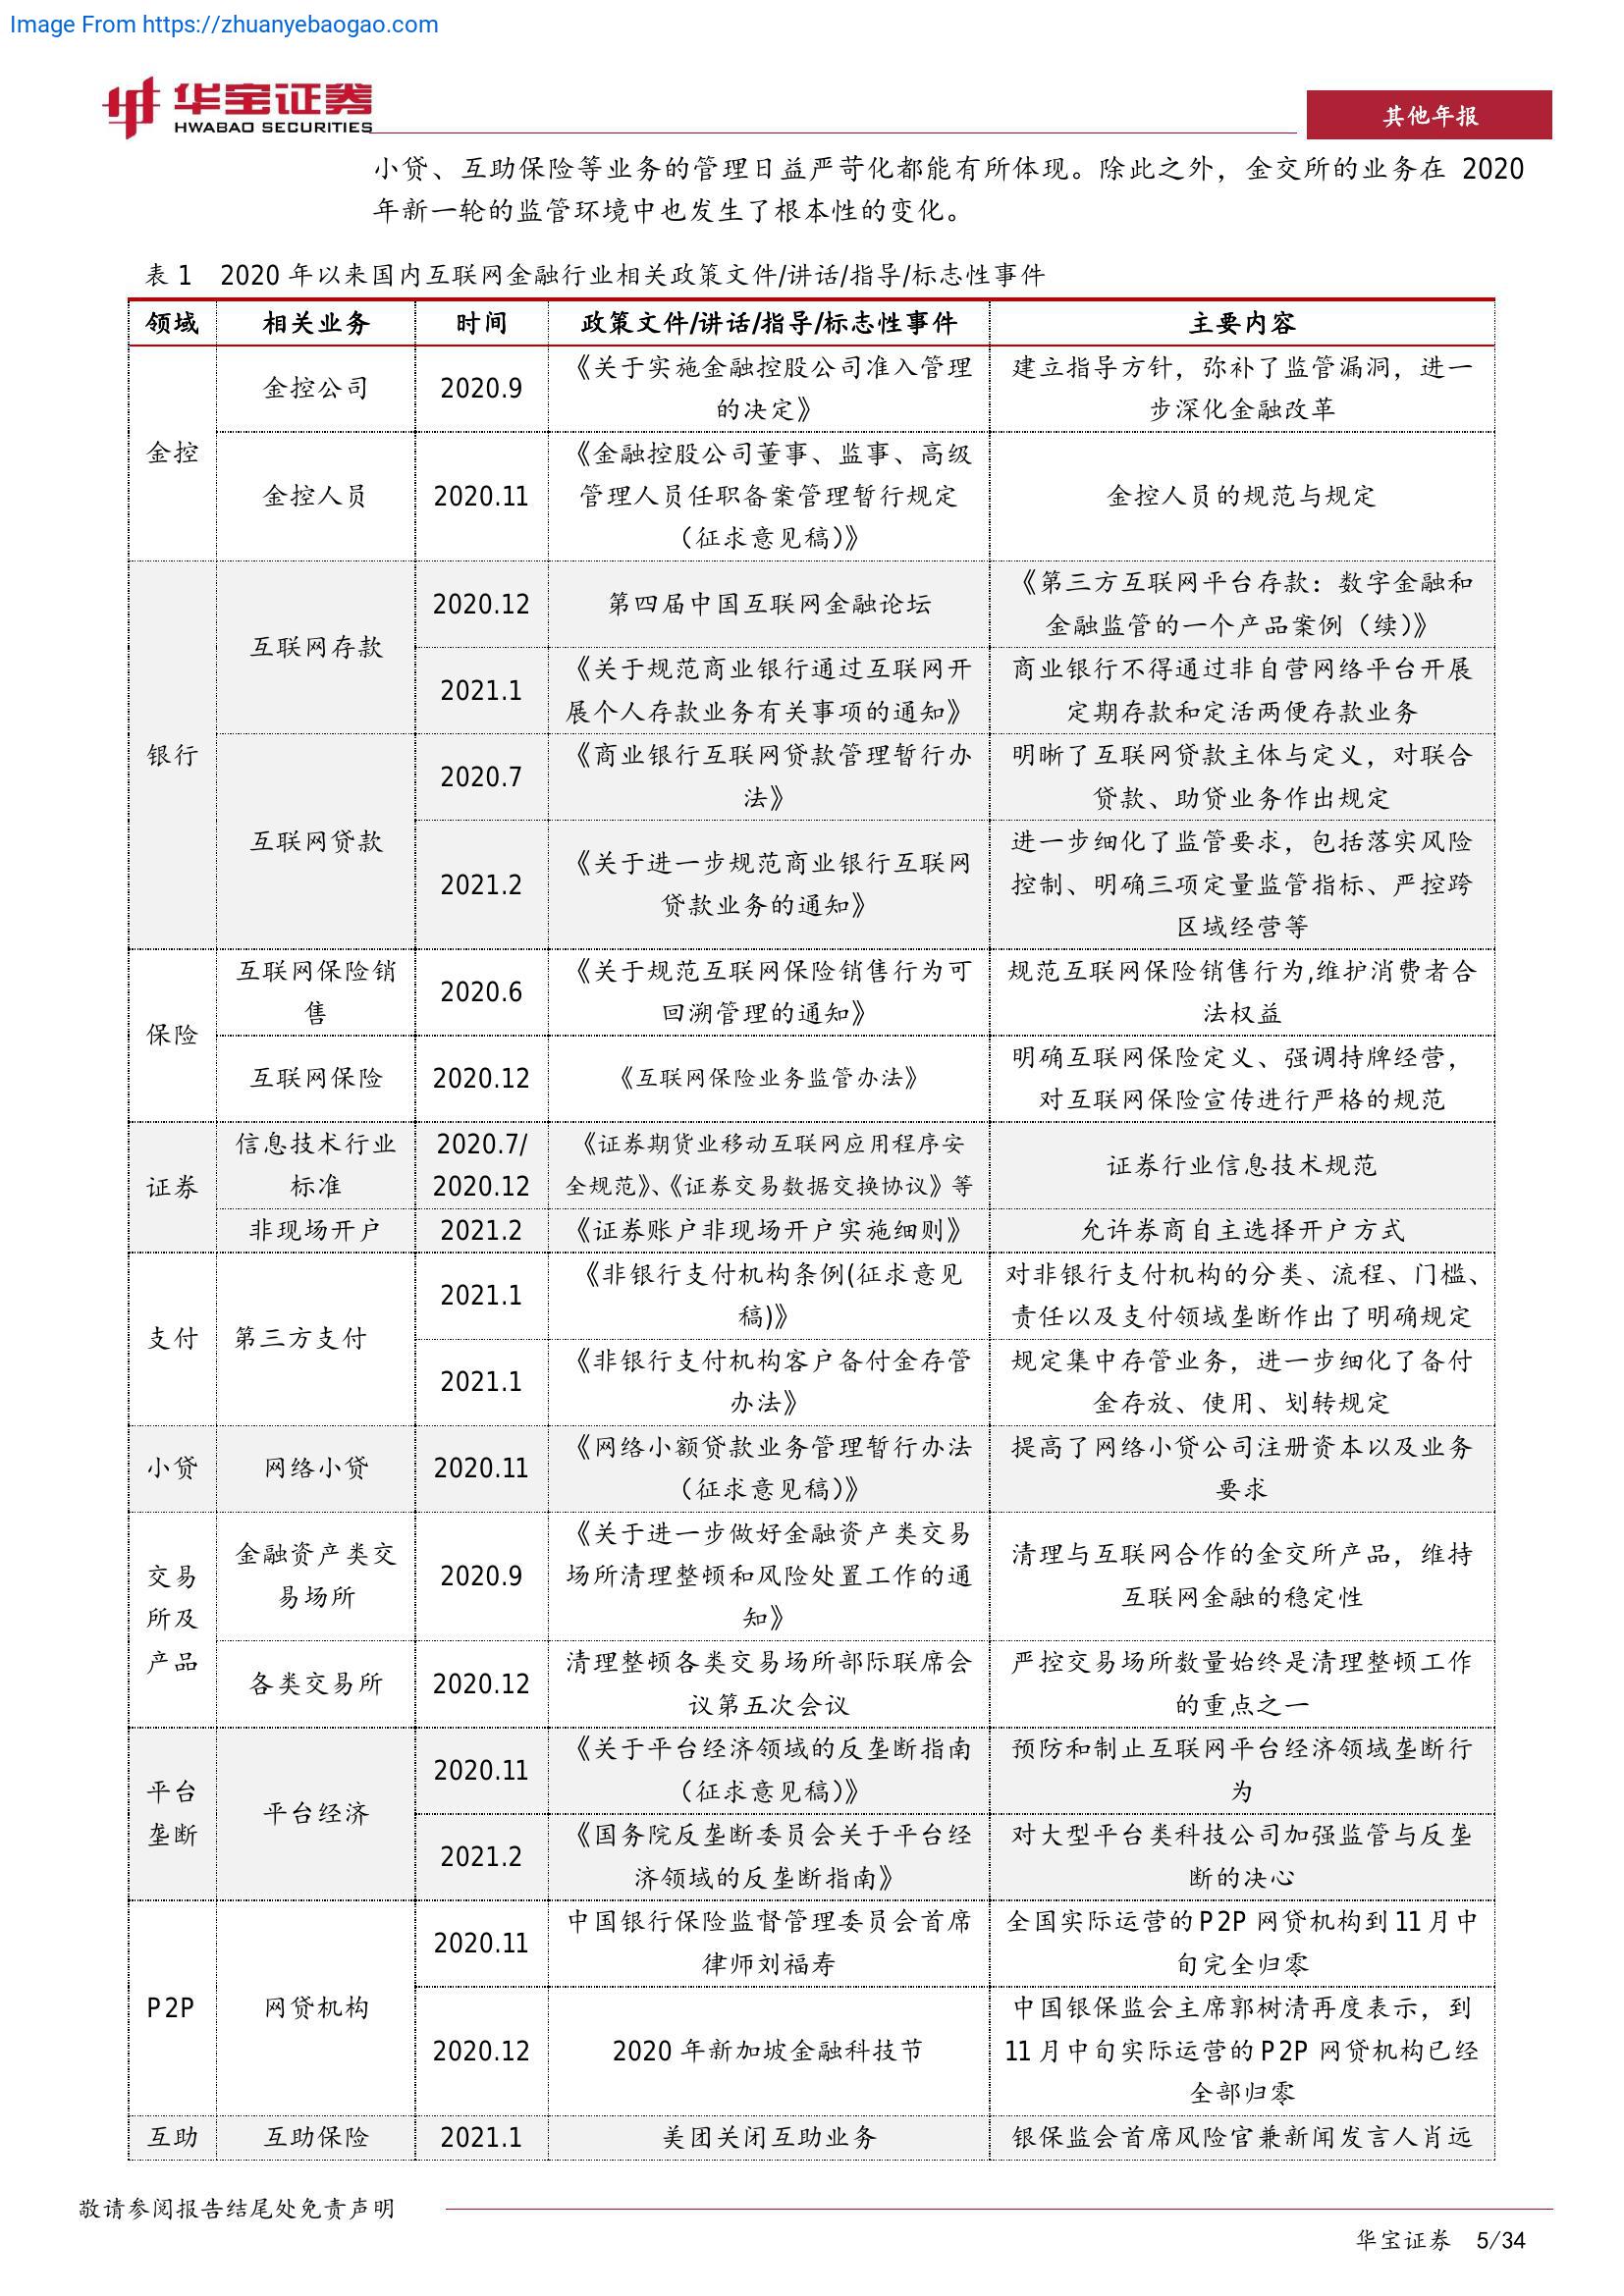 Image From https://zhuanyebaogao.com
华宝证券
HWABAO SECURITIES
其他年报
小贷、互助保险等业务的管理日益严苛化都能有所体现。除此之外，金交所的业务在 2020
年新一轮的监管环境中也发生了根本性的变化。
表 1 2020 年以来国内互联网金融行业相关政策文件/讲话/指导/标志性事件
领域 相关业务 时间 政策文件/讲话/指导/标志性事件 主要内容
金控
金控公司
2020.9
《关于实施金融控股公司准入管理
的决定》
建立指导方针，弥补了监管漏洞，进一
步深化金融改革
金控人员
2020.11
《金融控股公司董事、监事、高级
管理人员任职备案管理暂行规定
（征求意见稿）》
金控人员的规范与规定
银行
互联网存款
2020.12
第四届中国互联网金融论坛
《第三方互联网平台存款：数字金融和
金融监管的一个产品案例（续）》
2021.1
《关于规范商业银行通过互联网开
展个人存款业务有关事项的通知》
商业银行不得通过非自营网络平台开展
定期存款和定活两便存款业务
互联网贷款
2020.7
《商业银行互联网贷款管理暂行办
法》
明晰了互联网贷款主体与定义，对联合
贷款、助贷业务作出规定
2021.2
《关于进一步规范商业银行互联网
贷款业务的通知》
进一步细化了监管要求，包括落实风险
控制、明确三项定量监管指标、严控跨
区域经营等
保险
互联网保险销
售
2020.6
《关于规范互联网保险销售行为可
回溯管理的通知》
规范互联网保险销售行为,维护消费者合
法权益
互联网保险
2020.12
《互联网保险业务监管办法》
明确互联网保险定义、强调持牌经营，
对互联网保险宣传进行严格的规范
证券
信息技术行业
标准
2020.7/
2020.12
《证券期货业移动互联网应用程序安
全规范》、《证券交易数据交换协议》等
证券行业信息技术规范
非现场开户
2021.2
《证券账户非现场开户实施细则》
允许券商自主选择开户方式
支付
第三方支付
2021.1
《非银行支付机构条例(征求意见
稿)》
对非银行支付机构的分类、流程、门槛、
责任以及支付领域垄断作出了明确规定
2021.1
《非银行支付机构客户备付金存管
办法》
规定集中存管业务，进一步细化了备付
金存放、使用、划转规定
小贷
网络小贷
2020.11
《网络小额贷款业务管理暂行办法
（征求意见稿）》
提高了网络小贷公司注册资本以及业务
要求
交易
所及
产品
金融资产类交
易场所
2020.9
《关于进一步做好金融资产类交易
场所清理整顿和风险处置工作的通
知》
清理与互联网合作的金交所产品，维持
互联网金融的稳定性
各类交易所
2020.12
清理整顿各类交易场所部际联席会
议第五次会议
严控交易场所数量始终是清理整顿工作
的重点之一
平台
垄断
平台经济
2020.11
《关于平台经济领域的反垄断指南
（征求意见稿）》
预防和制止互联网平台经济领域垄断行
为
2021.2
《国务院反垄断委员会关于平台经
济领域的反垄断指南》
对大型平台类科技公司加强监管与反垄
断的决心
P2P
网贷机构
2020.11
中国银行保险监督管理委员会首席
律师刘福寿
全国实际运营的 P2P 网贷机构到 11 月中
旬完全归零
2020.12
2020 年新加坡金融科技节
中国银保监会主席郭树清再度表示，到
11 月中旬实际运营的 P2P 网贷机构已经
全部归零
互助
互助保险
2021.1
美团关闭互助业务
银保监会首席风险官兼新闻发言人肖远
敬请参阅报告结尾处免责声明
华宝证券 5/34